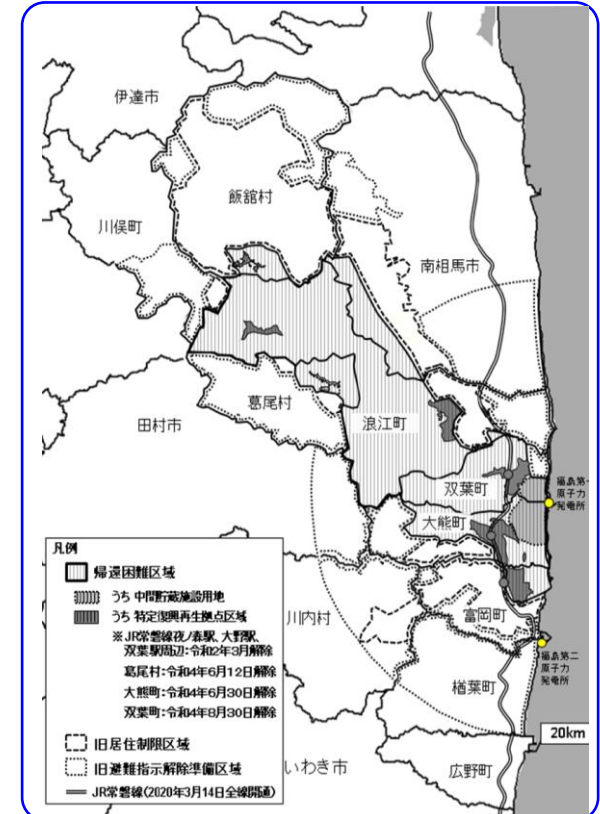 伊達市
飯舘村
川俣町
南相馬市
葛尾村
田村市
浪江町
双葉町
福島第一
原子力
発電所
大熊町
凡例
帰還困難区域
うち 中間貯蔵施設用地
うち 特定復興再生拠点区域
※ JR常磐線夜ノ森駅、大野駅、
双葉駅周辺:令和2年3月解除
葛尾村:令和4年6月12日解除
大熊町:令和4年6月30日解除
双葉町:令和4年8月30日解除
旧居住制限区域
旧避難指示解除準備区域
JR常磐線(2020年3月14日全線開通)
川内村
富岡町
福島第二
原子力
発電所
楢葉町
20km
いわき市
広野町